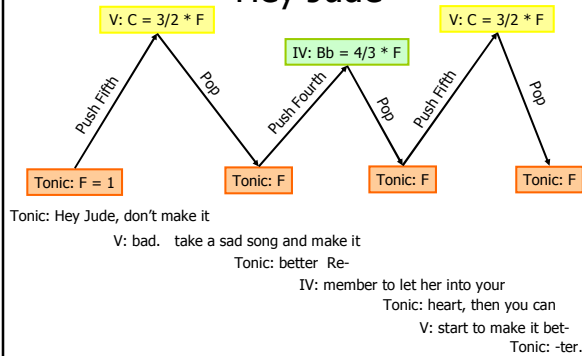 Hey Jude
V: C = 3/2 * F
V: C = 3/2 * F
IV: Bb = 4/3 * F
Push Fifth
Pop
Push Fourth
Pop
Push Fifth
Pop
Tonic: F = 1
Tonic: F
Tonic: F
Tonic: F
Tonic: Hey Jude, don’t make it
V: bad. take a sad song and make it
Tonic: better Re-
IV: member to let her into your
Tonic: heart, then you can
V: start to make it bet-
Tonic: -ter.